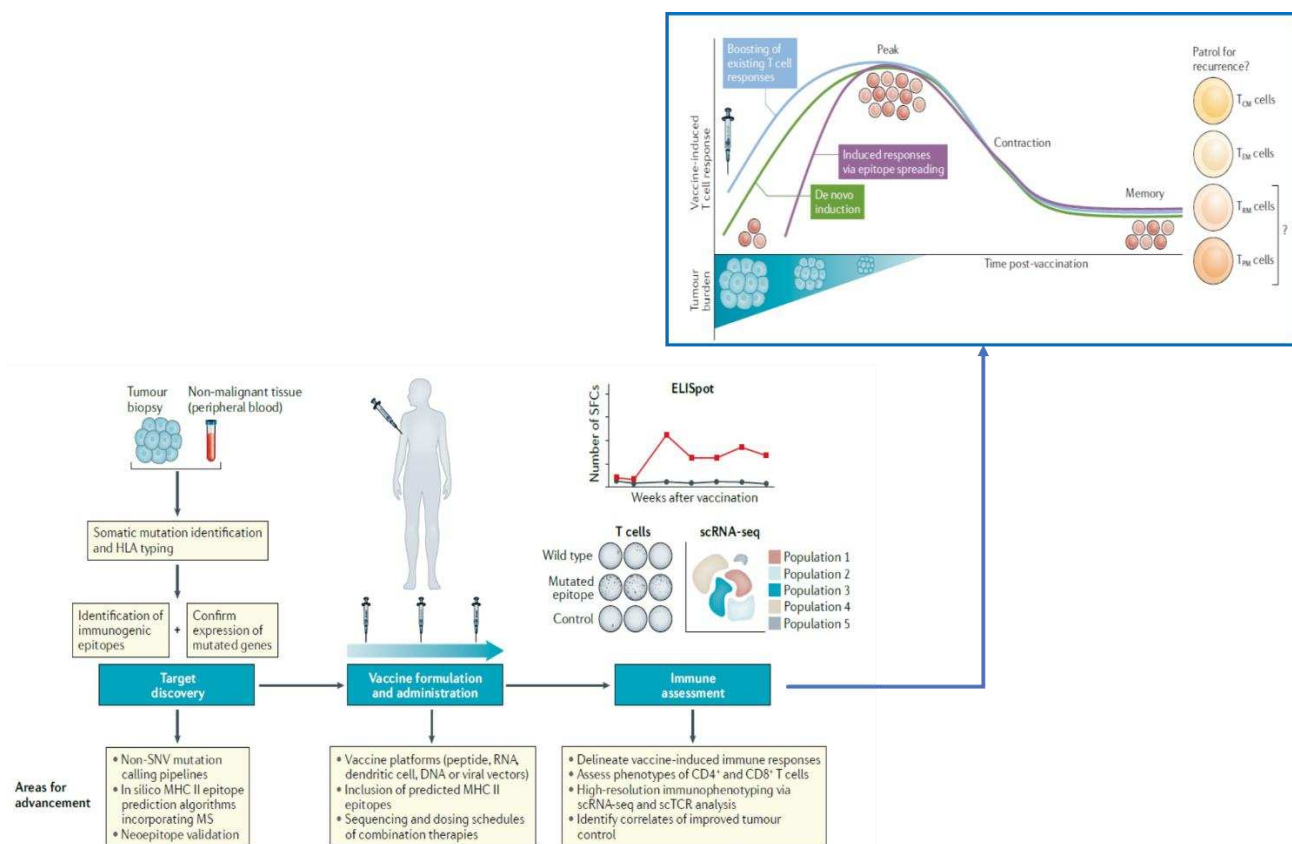 Boosting of
existing T cell
responses
Peak
Patrol for
recurrence?
T_CM cells
Vaccine-induced
T cell response
Induced responses
via epitope spreading
De novo
induction
Contraction
T_EM cells
Memory
T_RM cells
?
T_PM cells
Time post-vaccination
Tumour
burden
Tumour
biopsy
Non-malignant tissue
(peripheral blood)
Somatic mutation identification
and HLA typing
Identification of
immunogenic
epitopes
+
Confirm
expression of
mutated genes
ELISpot
Number of SFCs
Weeks after vaccination
T cells
Wild type
Mutated
epitope
Control
scRNA-seq
Population 1
Population 2
Population 3
Population 4
Population 5
Target
discovery
Vaccine formulation
and administration
Immune
assessment
Areas for
advancement
• Non-SNV mutation
calling pipelines
• In silico MHC II epitope
prediction algorithms
incorporating MS
• Neoepitope validation
• Vaccine platforms (peptide, RNA,
dendritic cell, DNA or viral vectors)
• Inclusion of predicted MHC II
epitopes
• Sequencing and dosing schedules
of combination therapies
• Delineate vaccine-induced immune responses
• Assess phenotypes of CD4⁺ and CD8⁺ T cells
• High-resolution immunophenotyping via
scRNA-seq and scTCR analysis
• Identify correlates of improved tumour
control